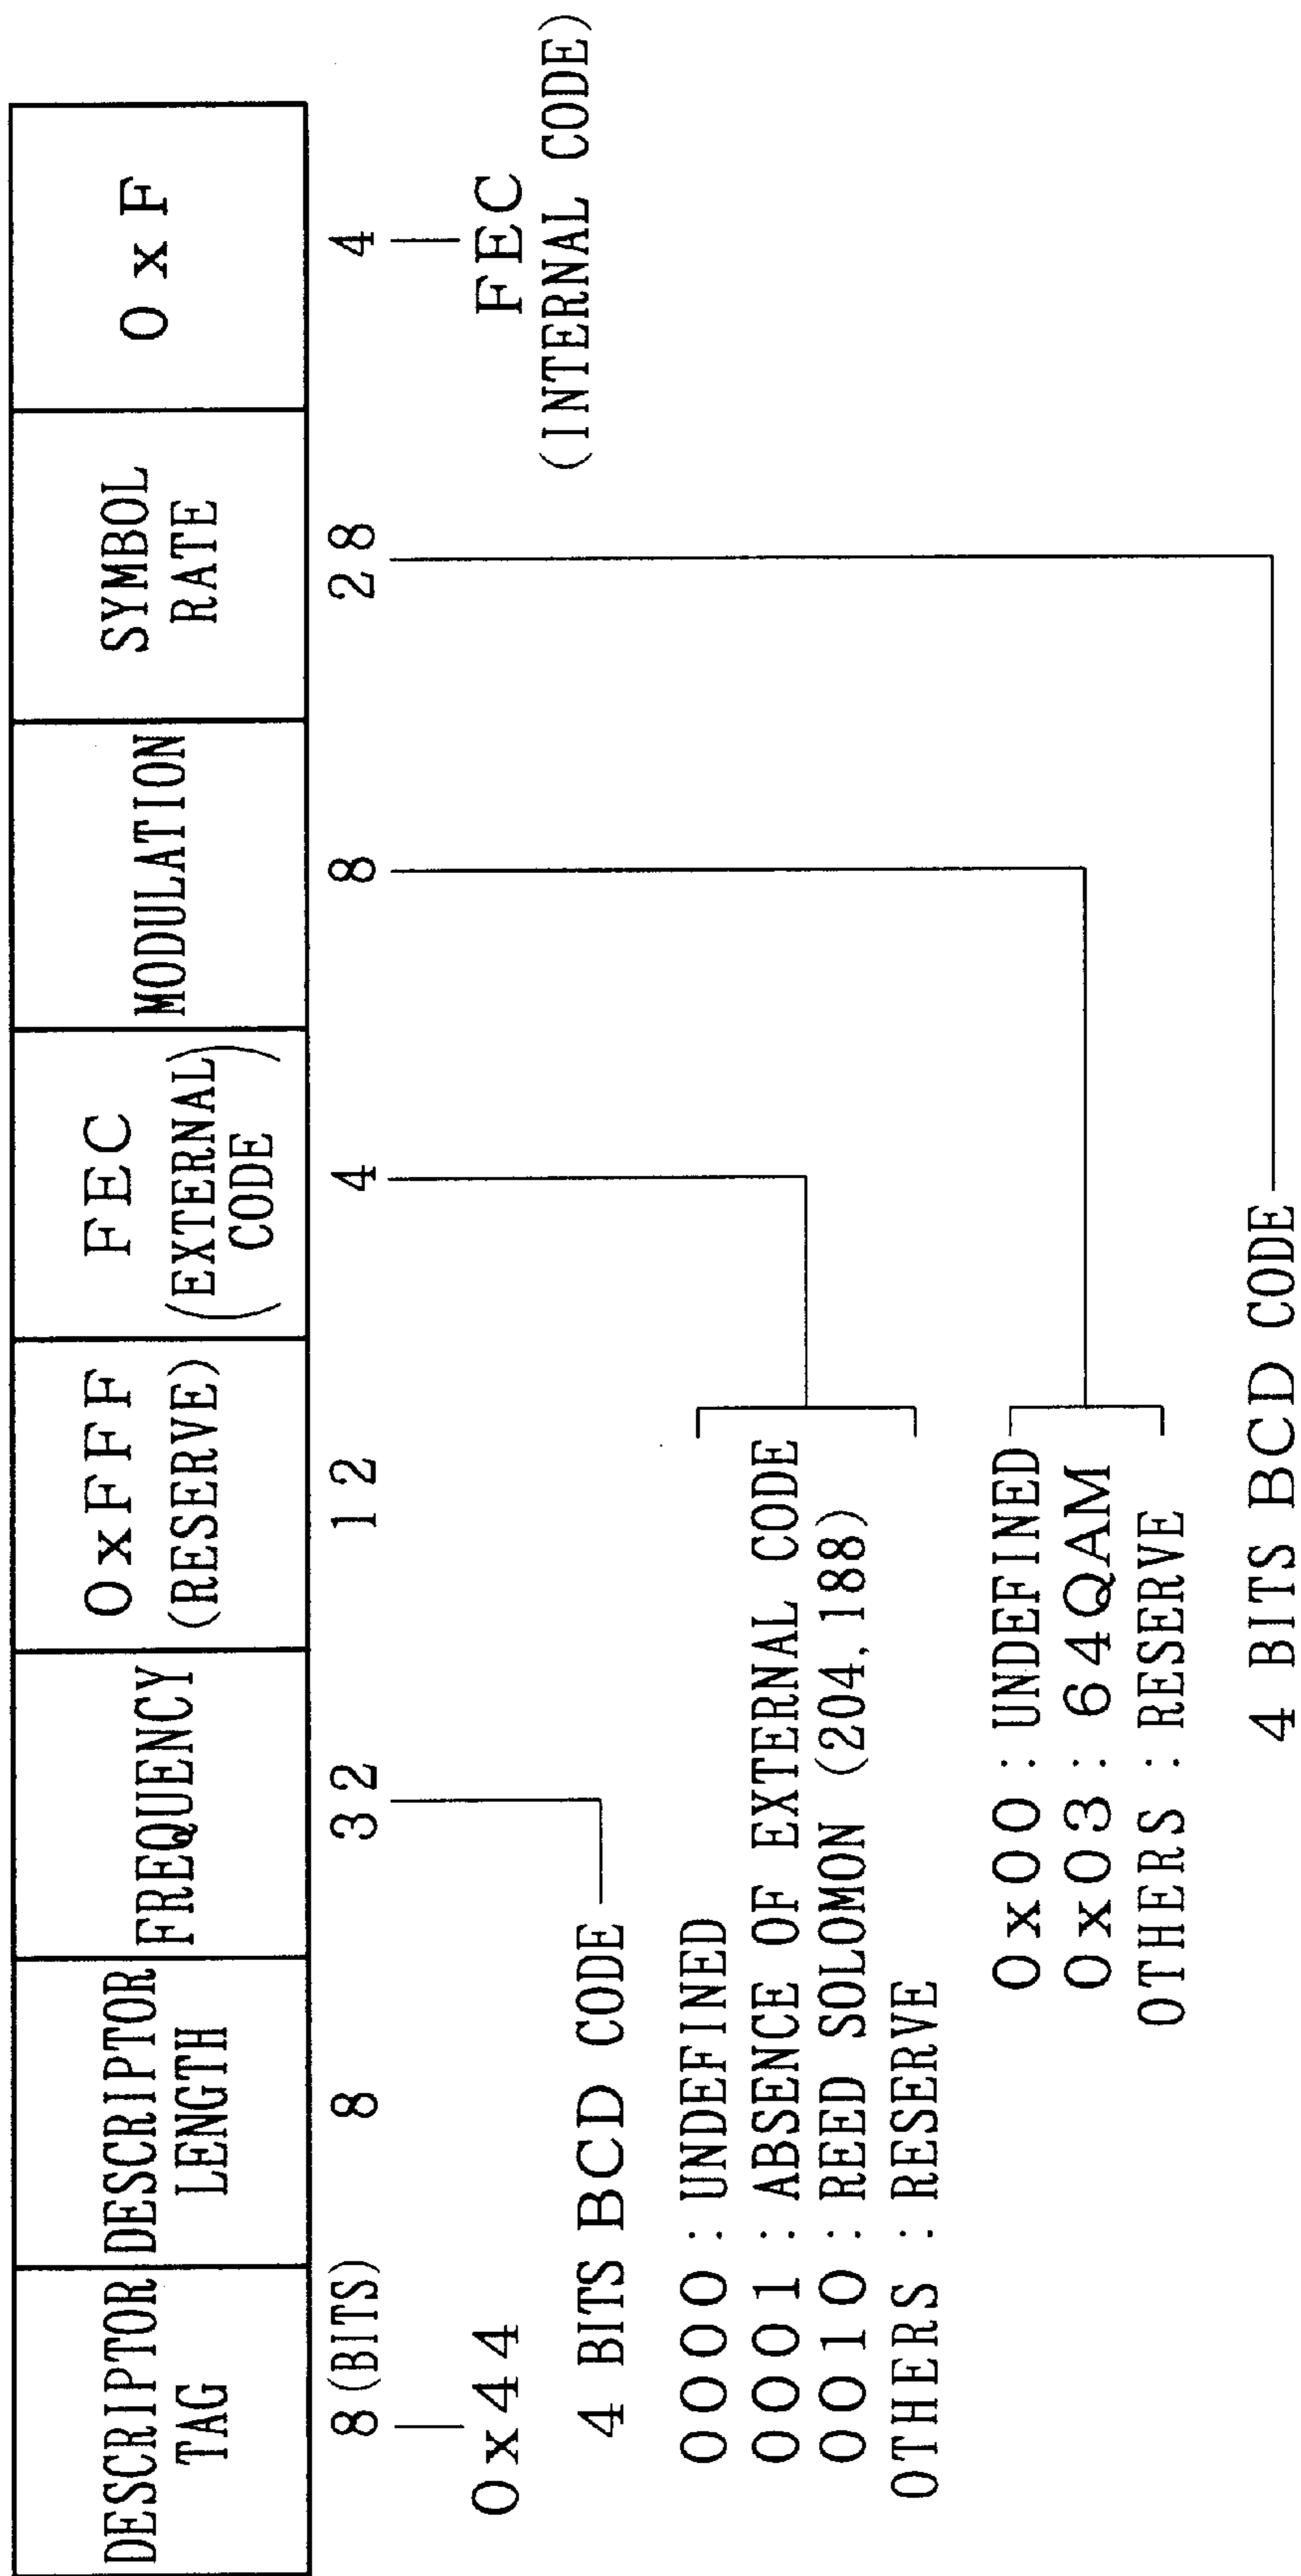 DESCRIPTOR
TAG
DESCRIPTOR
LENGTH
FREQUENCY
0xFFF
(RESERVE)
FEC
(EXTERNAL)
CODE
MODULATION
SYMBOL
RATE
0xF
8 (BITS)
8
32
12
4
8
28
4
0x44
FEC
(INTERNAL CODE)
4 BITS BCD CODE
0000 : UNDEFINED
0001 : ABSENCE OF EXTERNAL CODE
0010 : REED SOLOMON (204,188)
OTHERS : RESERVE
0x00 : UNDEFINED
0x03 : 64QAM
OTHERS : RESERVE
4 BITS BCD CODE